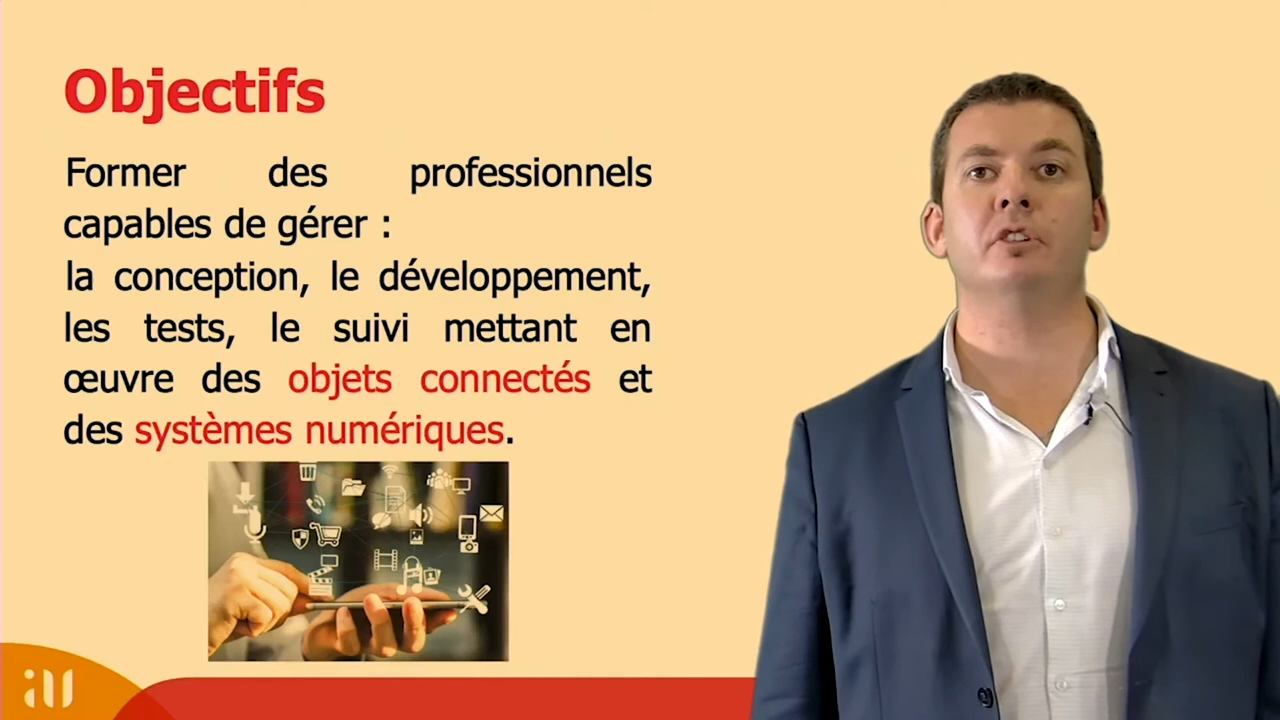 Objectifs
Former des professionnels
capables de gérer :
la conception, le développement,
les tests, le suivi mettant en
œuvre des objets connectés et
des systèmes numériques.